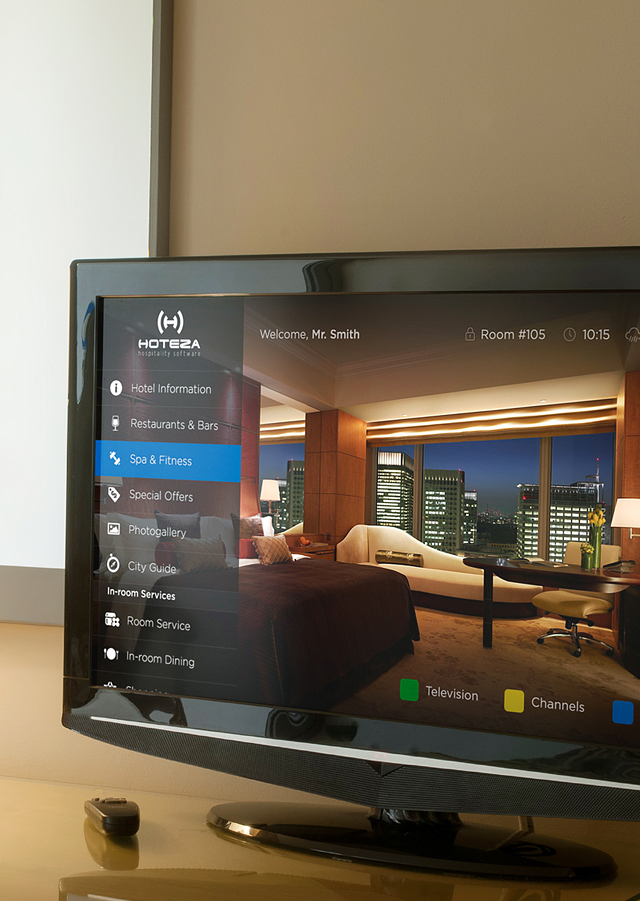 HOTEZA
hospitality software
Welcome, Mr. Smith
Room #105
10:15
Hotel Information
Restaurants & Bars
Spa & Fitness
Special Offers
Photogallery
City Guide
In-room Services
Room Service
In-room Dining
Television
Channels